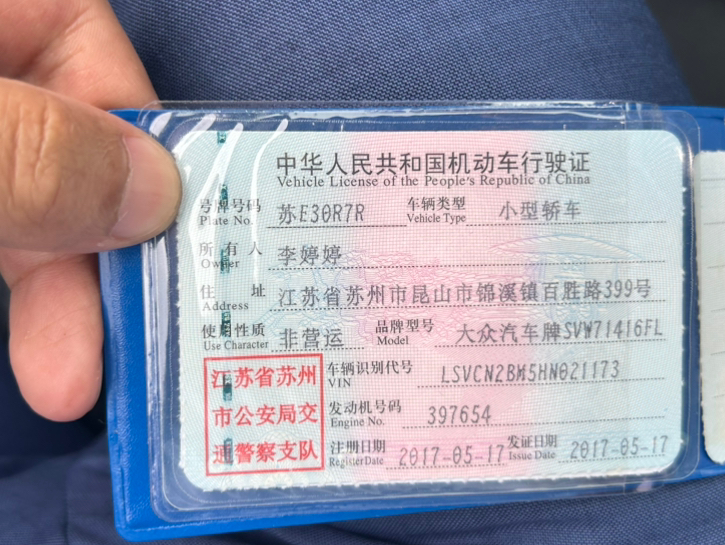 中华人民共和国机动车行驶证
Vehicle License of the People's Republic of China
号牌号码 苏E30R7R 车辆类型 小型轿车
Plate No. Vehicle Type
所有人 李婷婷
Owner
住址 江苏省苏州市昆山市锦溪镇百胜路399号
Address
使用性质 非营运 品牌型号 大众汽车牌SVW71416FL
Use Character Model
江苏省苏州 车辆识别代号 LSVCN2BM5HN021173
VIN
市公安局交 发动机号码 397654
Engine No.
通警察支队 注册日期 2017-05-17 发证日期 2017-05-17
Register Date Issue Date